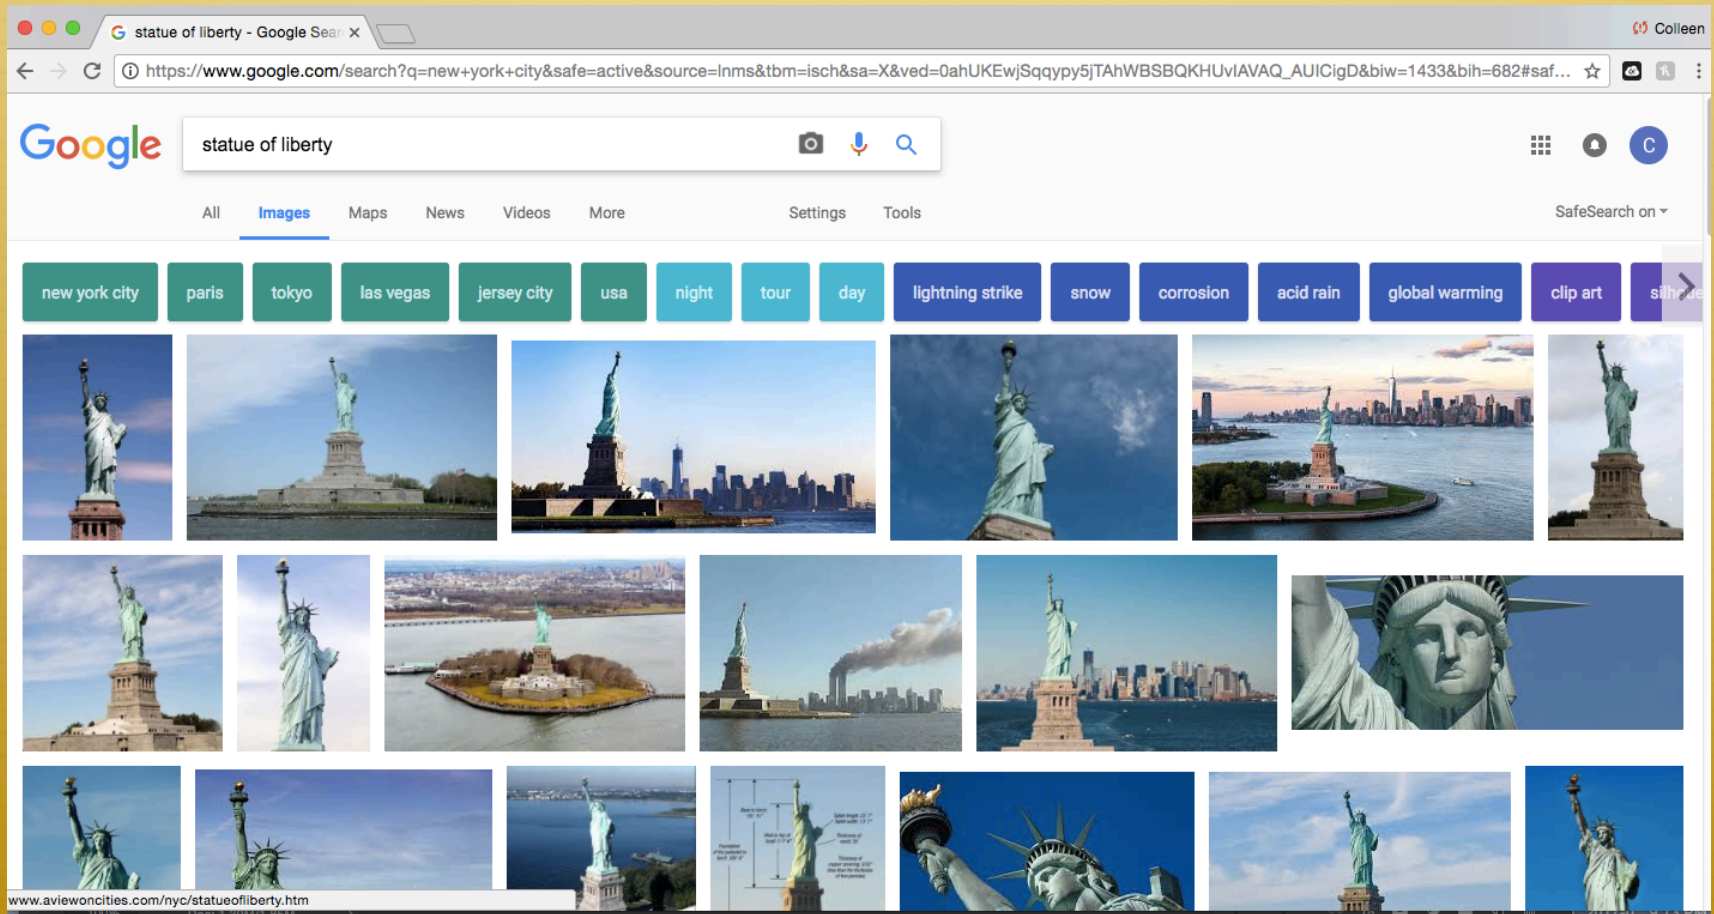 statue of liberty - Google Sear
Colleen
https://www.google.com/search?q=new+york+city&safe=active&source=lnms&tbm=isch&sa=X&ved=0ahUKEwjSqqypy5jTAhWBSBQKHUvIAVAQ_AUICigD&biw=1433&bih=682#saf...
Google
statue of liberty
C
All Images Maps News Videos More Settings Tools
SafeSearch on
new york city paris tokyo las vegas jersey city usa night tour day lightning strike snow corrosion acid rain global warming clip art silhoue
www.aviewoncities.com/nyc/statueofliberty.htm